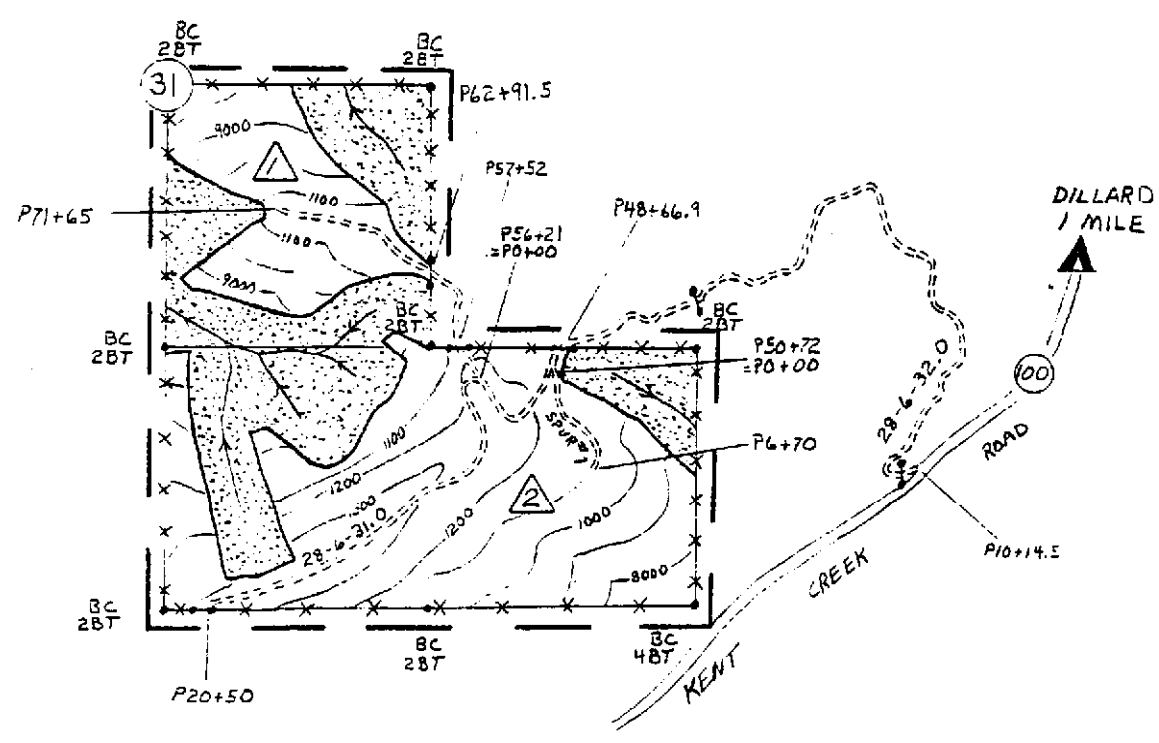 BC
2BT
BC
2BT
31
P62+91.5
9000
1
P57+52
1100
P71+65
P48+66.9
DILLARD
1 MILE
P56+21
=P0+00
1100
9000
BC
2BT
BC
2BT
BC
2BT
P50+72
=P0+00
100
28-6-32.0
ROAD
SPUR#1
1100
P6+70
1200
2
1300
1200
1000
28-6-31.0
P10+14.5
8000
CREEK
BC
2BT
BC
2BT
BC
4BT
KENT
P20+50